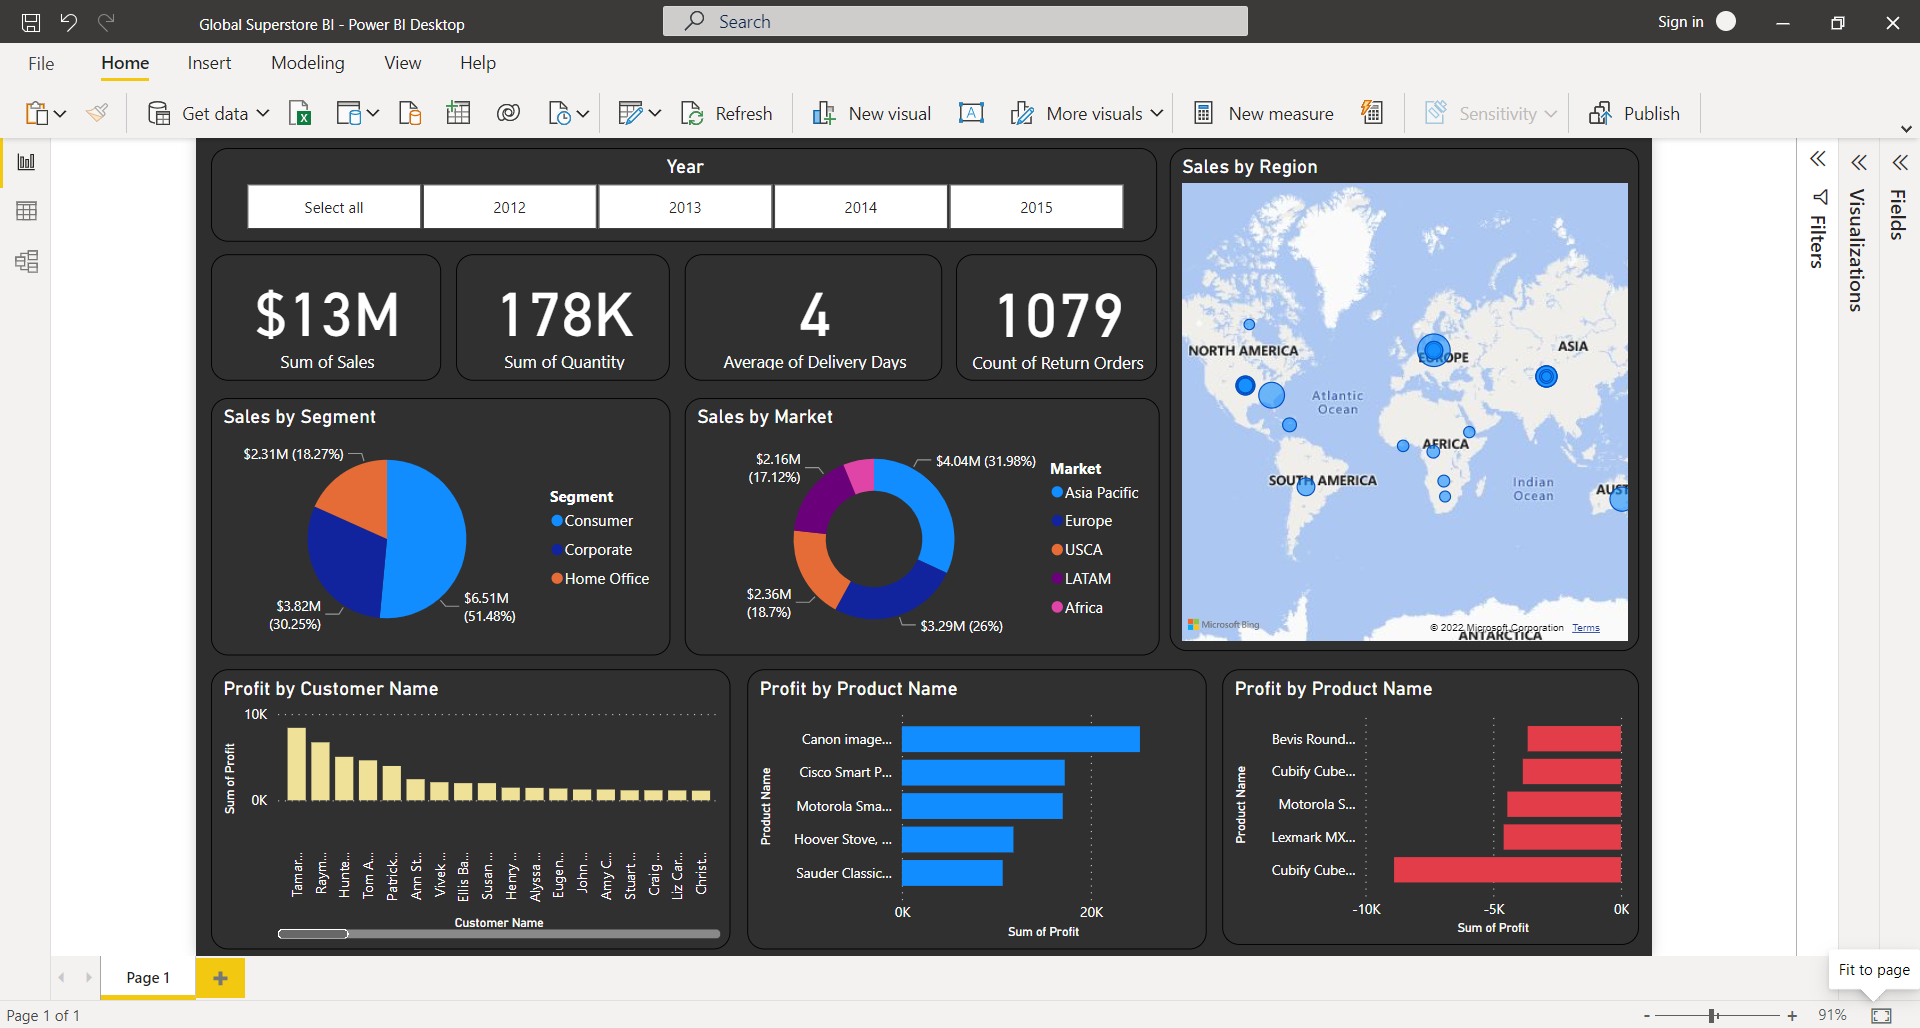 Global Superstore BI - Power BI Desktop
Search
Sign in
File
Home
Insert
Modeling
View
Help
Get data
Refresh
New visual
More visuals
New measure
Sensitivity
Publish
Year
Select all
2012
2013
2014
2015
$13M
Sum of Sales
178K
Sum of Quantity
4
Average of Delivery Days
1079
Count of Return Orders
Sales by Region
NORTH AMERICA
EUROPE
ASIA
Atlantic
Ocean
AFRICA
SOUTH AMERICA
Indian
Ocean
AUST
Microsoft Bing
© 2022 Microsoft Corporation
Terms
ANTARCTICA
Filters
Visualizations
Fields
Sales by Segment
$2.31M (18.27%)
$3.82M
(30.25%)
$6.51M
(51.48%)
Segment
Consumer
Corporate
Home Office
Sales by Market
$2.16M
(17.12%)
$4.04M (31.98%)
$2.36M
(18.7%)
$3.29M (26%)
Market
Asia Pacific
Europe
USCA
LATAM
Africa
Profit by Customer Name
Sum of Profit
10K
0K
Tamar...
Raym...
Hunte...
Tom A...
Patrick...
Ann St...
Vivek ...
Ellis Ba...
Susan ...
Henry ...
Alyssa ...
Eugen...
John ...
Amy C...
Stuart ...
Craig ...
Liz Car...
Christ...
Customer Name
Profit by Product Name
Product Name
Canon image...
Cisco Smart P...
Motorola Sma...
Hoover Stove, ...
Sauder Classic...
0K
20K
Sum of Profit
Profit by Product Name
Product Name
Bevis Round...
Cubify Cube...
Motorola S...
Lexmark MX...
Cubify Cube...
-10K
-5K
0K
Sum of Profit
Page 1
Fit to page
Page 1 of 1
91%